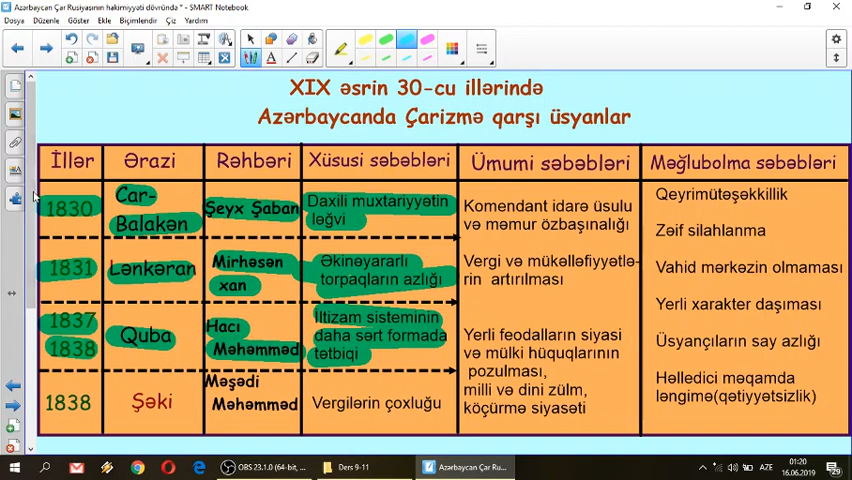 Azərbaycan Çar Rusiyasının hakimiyyəti dövründə * - SMART Notebook
Dosya Düzenle Göster Ekle Biçimlendir Çiz Yardım
XIX əsrin 30-cu illərində
Azərbaycanda Çarizmə qarşı üsyanlar
İllər Ərazi Rəhbəri Xüsusi səbəbləri Ümumi səbəbləri Məğlubolma səbəbləri
1830
Car-
Balakən
Şeyx Şaban
Daxili muxtariyyətin
ləğvi
1831
Lənkəran
Mirhəsən
xan
Əkinəyararlı
torpaqların azlığı
1837
1838
Quba
Hacı
Məhəmməd
İltizam sisteminin
daha sərt formada
tətbiqi
1838
Şəki
Məşədi
Məhəmməd
Vergilərin çoxluğu
Komendant idarə üsulu
və məmur özbaşınalığı
Vergi və mükəlləfiyyətlə-
rin artırılması
Yerli feodalların siyasi
və mülki hüquqlarının
pozulması,
milli və dini zülm,
köçürmə siyasəti
Qeyrimütəşəkkillik
Zəif silahlanma
Vahid mərkəzin olmaması
Yerli xarakter daşıması
Üsyançıların say azlığı
Həlledici məqamda
ləngimə(qətiyyətsizlik)
OBS 23.1.0 (64-bit, ...
Ders 9-11
Azərbaycan Çar Ru...
AZE
01:20
16.06.2019
29